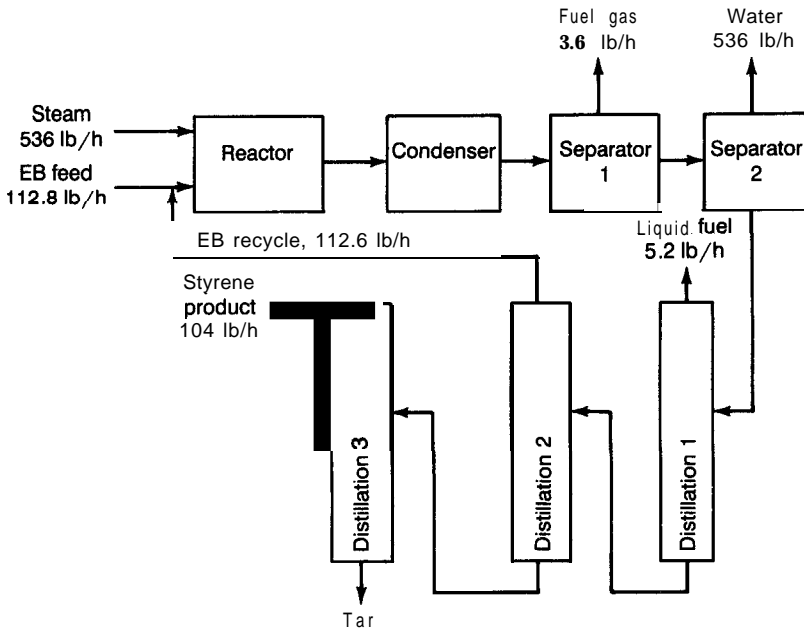 Fuel gas
3.6 lb/h
Water
536 lb/h
Steam
536 lb/h
EB feed
112.8 lb/h
Reactor
Condenser
Separator
1
Separator
2
EB recycle, 112.6 lb/h
Liquid fuel
5.2 lb/h
Styrene
product
104 lb/h
Distillation 3
Distillation 2
Distillation 1
Tar